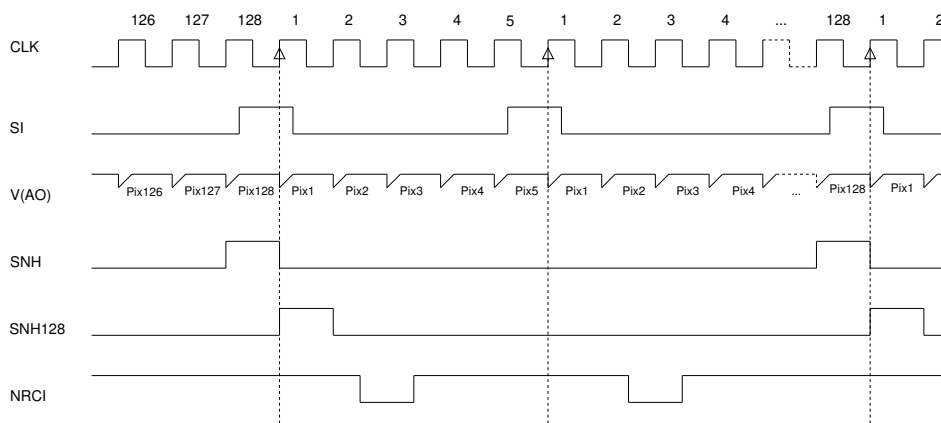 126 127 128 1 2 3 4 5 1 2 3 4 ... 128 1 2
CLK
SI
V(AO) Pix126 Pix127 Pix128 Pix1 Pix2 Pix3 Pix4 Pix5 Pix1 Pix2 Pix3 Pix4 ... Pix128 Pix1
SNH
SNH128
NRCI